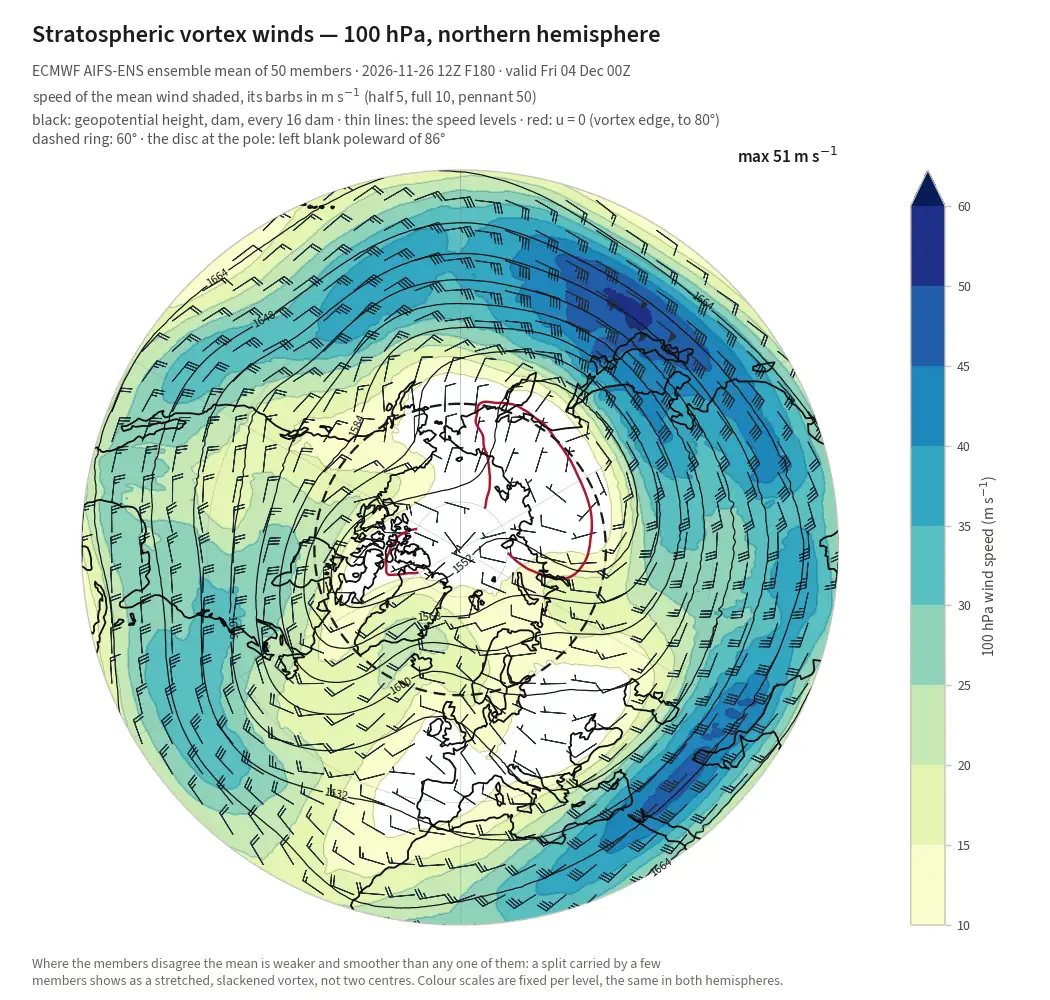 Stratospheric vortex winds — 100 hPa, northern hemisphere
ECMWF AIFS-ENS ensemble mean of 50 members · 2026-11-26 12Z F180 · valid Fri 04 Dec 00Z
speed of the mean wind shaded, its barbs in m s⁻¹ (half 5, full 10, pennant 50)
black: geopotential height, dam, every 16 dam · thin lines: the speed levels · red: u = 0 (vortex edge, to 80°)
dashed ring: 60° · the disc at the pole: left blank poleward of 86°
max 51 m s⁻¹
60
50
45
40
35
30
25
20
15
10
100 hPa wind speed (m s⁻¹)
1664
1648
1664
1584
1552
1568
1600
1632
1664
Where the members disagree the mean is weaker and smoother than any one of them: a split carried by a few
members shows as a stretched, slackened vortex, not two centres. Colour scales are fixed per level, the same in both hemispheres.